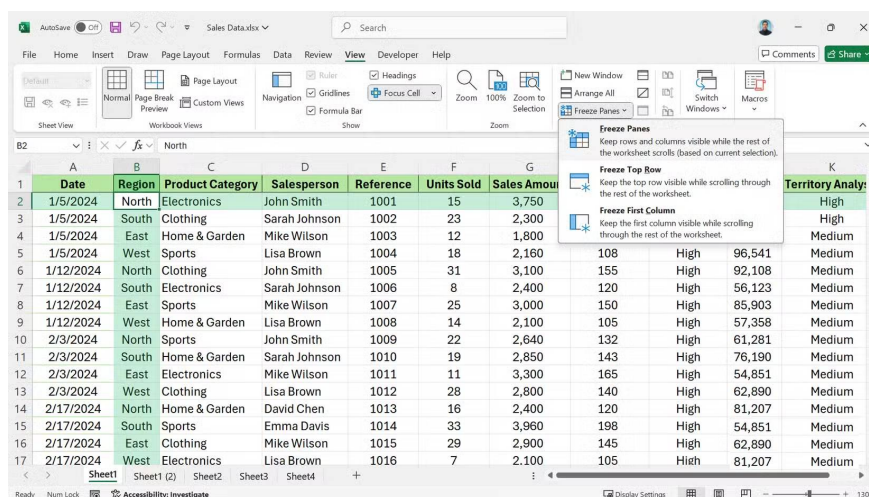 AutoSave Off Sales Data.xlsx Search
File Home Insert Draw Page Layout Formulas Data Review View Developer Help Comments Share
Default
Normal Page Break Preview Page Layout Custom Views
Navigation Ruler Gridlines Formula Bar Headings Focus Cell
Zoom 100% Zoom to Selection
New Window Arrange All Freeze Panes
Switch Windows Macros
Sheet View Workbook Views Show Zoom
B2 fx North
Freeze Panes
Keep rows and columns visible while the rest of
the worksheet scrolls (based on current selection).
Freeze Top Row
Keep the top row visible while scrolling through
the rest of the worksheet.
Freeze First Column
Keep the first column visible while scrolling
through the rest of the worksheet.
A B C D E F G K
1 Date Region Product Category Salesperson Reference Units Sold Sales Amou Territory Analys
2 1/5/2024 North Electronics John Smith 1001 15 3,750 High
3 1/5/2024 South Clothing Sarah Johnson 1002 23 2,300 High
4 1/5/2024 East Home & Garden Mike Wilson 1003 12 1,800 Medium
5 1/5/2024 West Sports Lisa Brown 1004 18 2,160 108 High 96,541 Medium
6 1/12/2024 North Clothing John Smith 1005 31 3,100 155 High 92,108 Medium
7 1/12/2024 South Electronics Sarah Johnson 1006 8 2,400 120 High 56,123 Medium
8 1/12/2024 East Sports Mike Wilson 1007 25 3,000 150 High 85,903 Medium
9 1/12/2024 West Home & Garden Lisa Brown 1008 14 2,100 105 High 57,358 Medium
10 2/3/2024 North Sports John Smith 1009 22 2,640 132 High 61,281 Medium
11 2/3/2024 South Home & Garden Sarah Johnson 1010 19 2,850 143 High 76,190 Medium
12 2/3/2024 East Electronics Mike Wilson 1011 11 3,300 165 High 54,851 Medium
13 2/3/2024 West Clothing Lisa Brown 1012 28 2,800 140 High 62,890 Medium
14 2/17/2024 North Home & Garden David Chen 1013 16 2,400 120 High 81,207 Medium
15 2/17/2024 South Sports Emma Davis 1014 33 3,960 198 High 54,851 Medium
16 2/17/2024 East Clothing Mike Wilson 1015 29 2,900 145 High 62,890 Medium
17 2/17/2024 West Electronics Lisa Brown 1016 7 2,100 105 High 81,207 Medium
Sheet1 Sheet1 (2) Sheet2 Sheet3 Sheet4
Ready Num Lock Accessibility: Investigate Display Settings 130